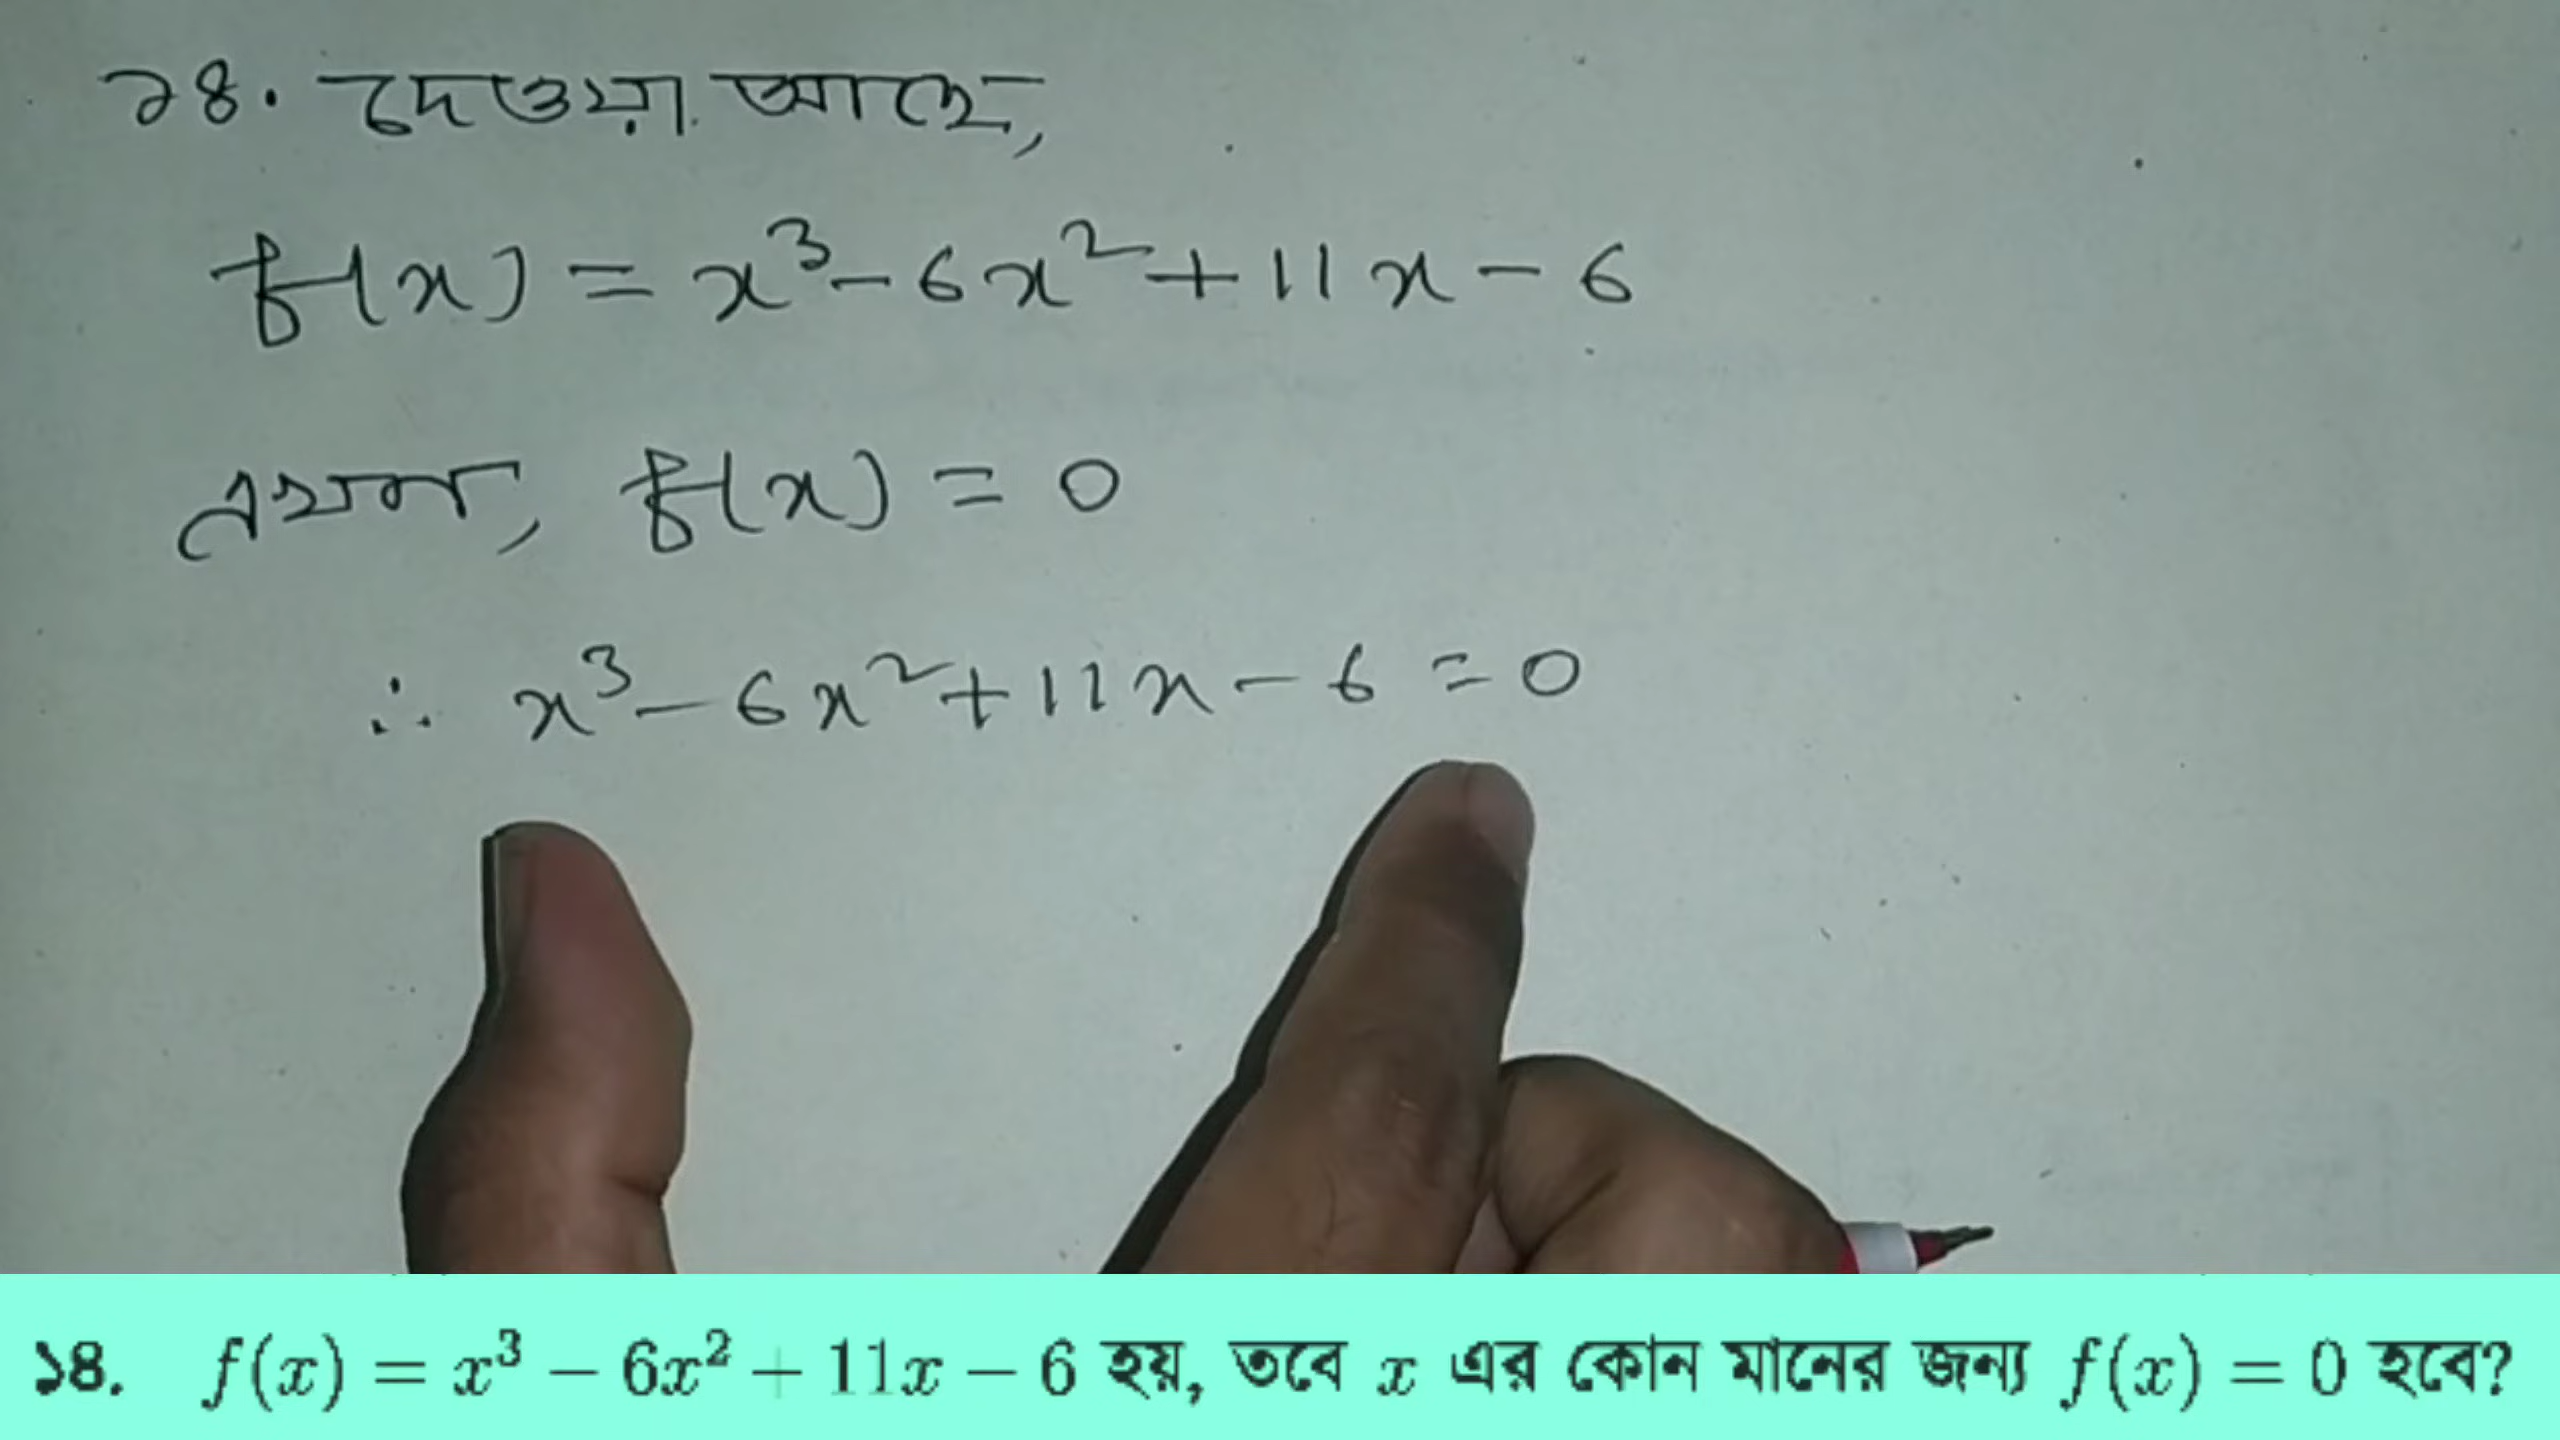 ১৪. দেওয়া আছে,
f(x) = x³ - 6x² + 11x - 6
এখন, f(x) = 0
∴ x³ - 6x² + 11x - 6 = 0
১৪. f(x) = x³ − 6x² + 11x − 6 হয়, তবে x এর কোন মানের জন্য f(x) = 0 হবে?